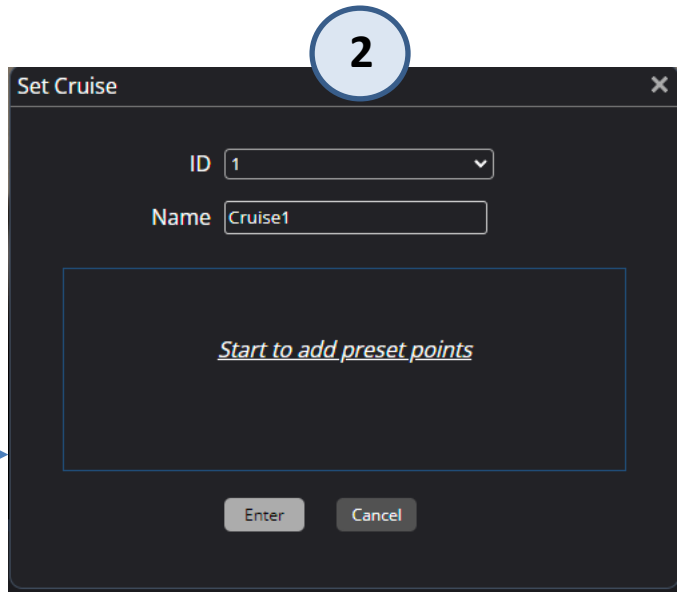 2
Set Cruise
ID 1
Name Cruise1
Start to add preset points
Enter Cancel